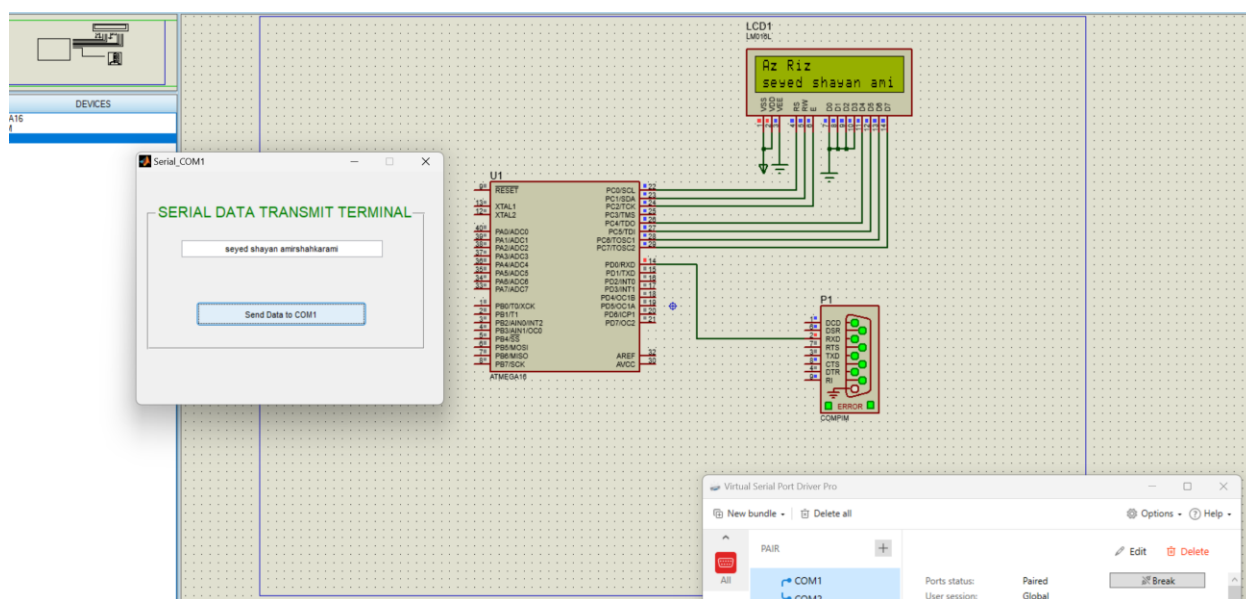 DEVICES
A16
Serial_COM1
SERIAL DATA TRANSMIT TERMINAL
seyed shayan amirshahkarami
Send Data to COM1
LCD1
LM016L
Az Riz
seyed shayan ami
VSS
VDD
VEE
RS
RW
E
D0
D1
D2
D3
D4
D5
D6
D7
U1
RESET
XTAL1
XTAL2
PA0/ADC0
PA1/ADC1
PA2/ADC2
PA3/ADC3
PA4/ADC4
PA5/ADC5
PA6/ADC6
PA7/ADC7
PB0/T0/XCK
PB1/T1
PB2/AIN0/INT2
PB3/AIN1/OC0
PB4/SS
PB5/MOSI
PB6/MISO
PB7/SCK
PC0/SCL
PC1/SDA
PC2/TCK
PC3/TMS
PC4/TDO
PC5/TDI
PC6/TOSC1
PC7/TOSC2
PD0/RXD
PD1/TXD
PD2/INT0
PD3/INT1
PD4/OC1B
PD5/OC1A
PD6/ICP1
PD7/OC2
AREF
AVCC
ATMEGA16
P1
DCD
DSR
RXD
RTS
TXD
CTS
DTR
RI
ERROR
COMPIM
Virtual Serial Port Driver Pro
New bundle
Delete all
Options
Help
PAIR
Edit
Delete
All
COM1
Ports status: Paired
Break
COM2
User session: Global